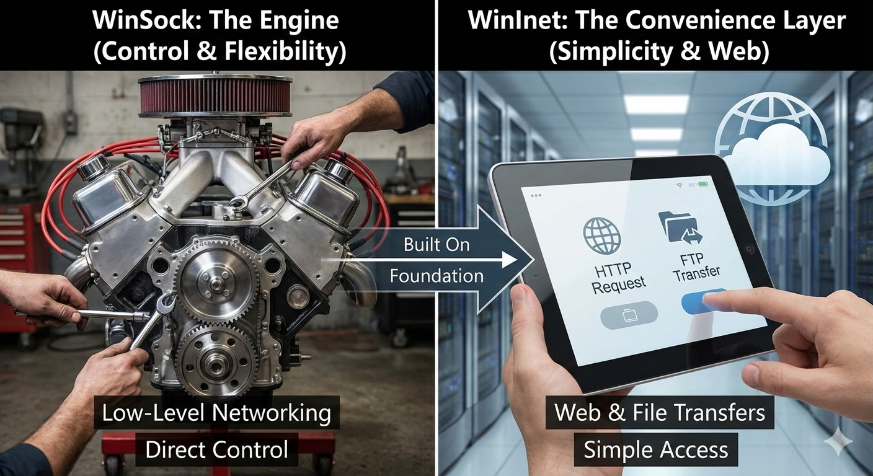 WinSock: The Engine
(Control & Flexibility)
WinInet: The Convenience Layer
(Simplicity & Web)
Built On
Foundation
HTTP
Request
FTP
Transfer
Low-Level Networking
Direct Control
Web & File Transfers
Simple Access